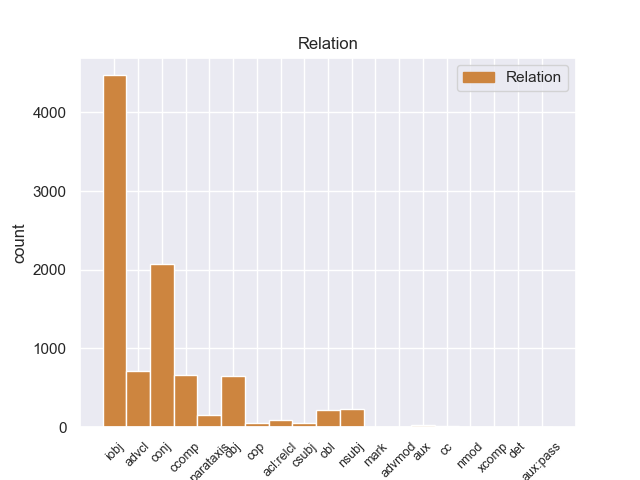 Relation
Relation
count
4000
3000
2000
1000
0
iobj
advcl
conj
ccomp
parataxis
obj
cop
acl:relcl
csubj
obl
nsubj
mark
advmod
aux
cc
nmod
xcomp
det
aux:pass